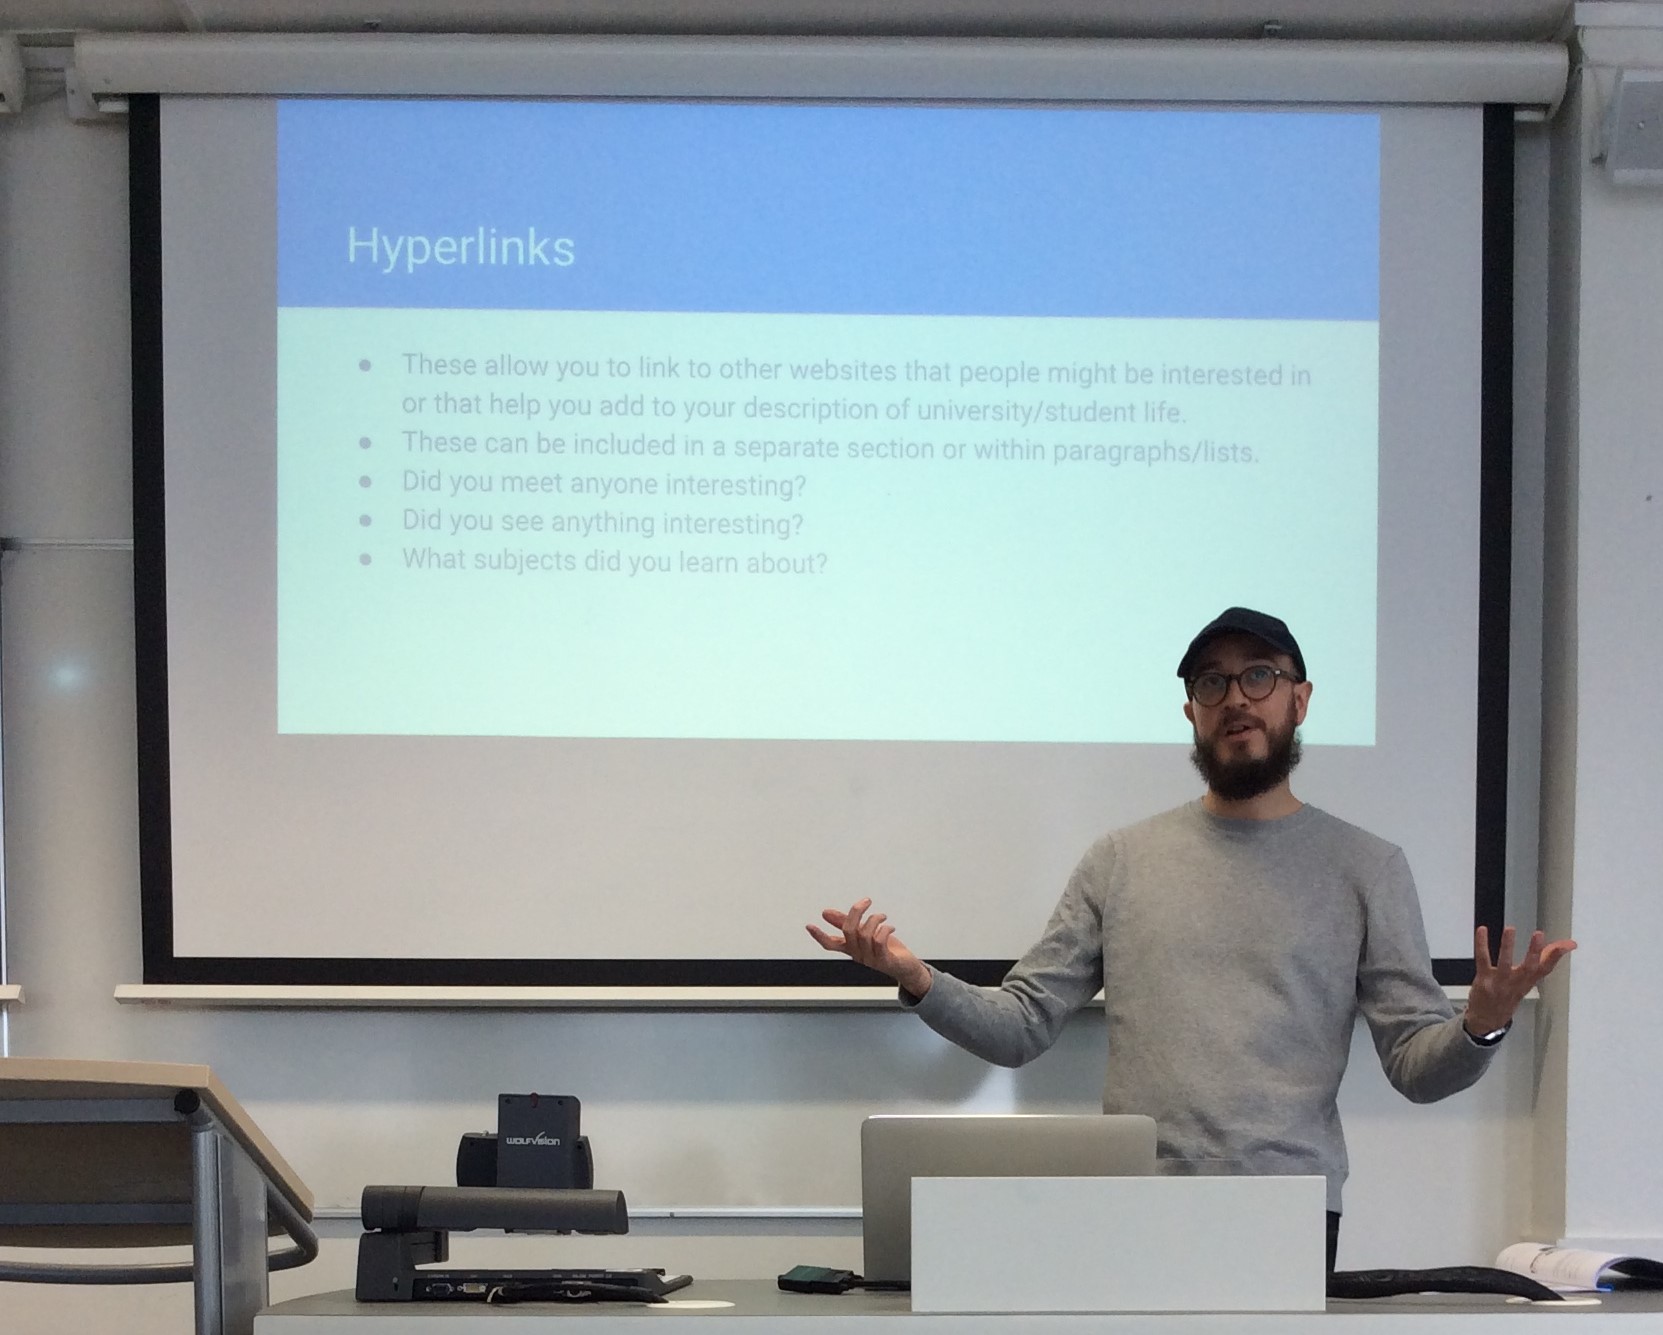 Hyperlinks
● These allow you to link to other websites that people might be interested in
or that help you add to your description of university/student life.
● These can be included in a separate section or within paragraphs/lists.
● Did you meet anyone interesting?
● Did you see anything interesting?
● What subjects did you learn about?
WOLFVISION